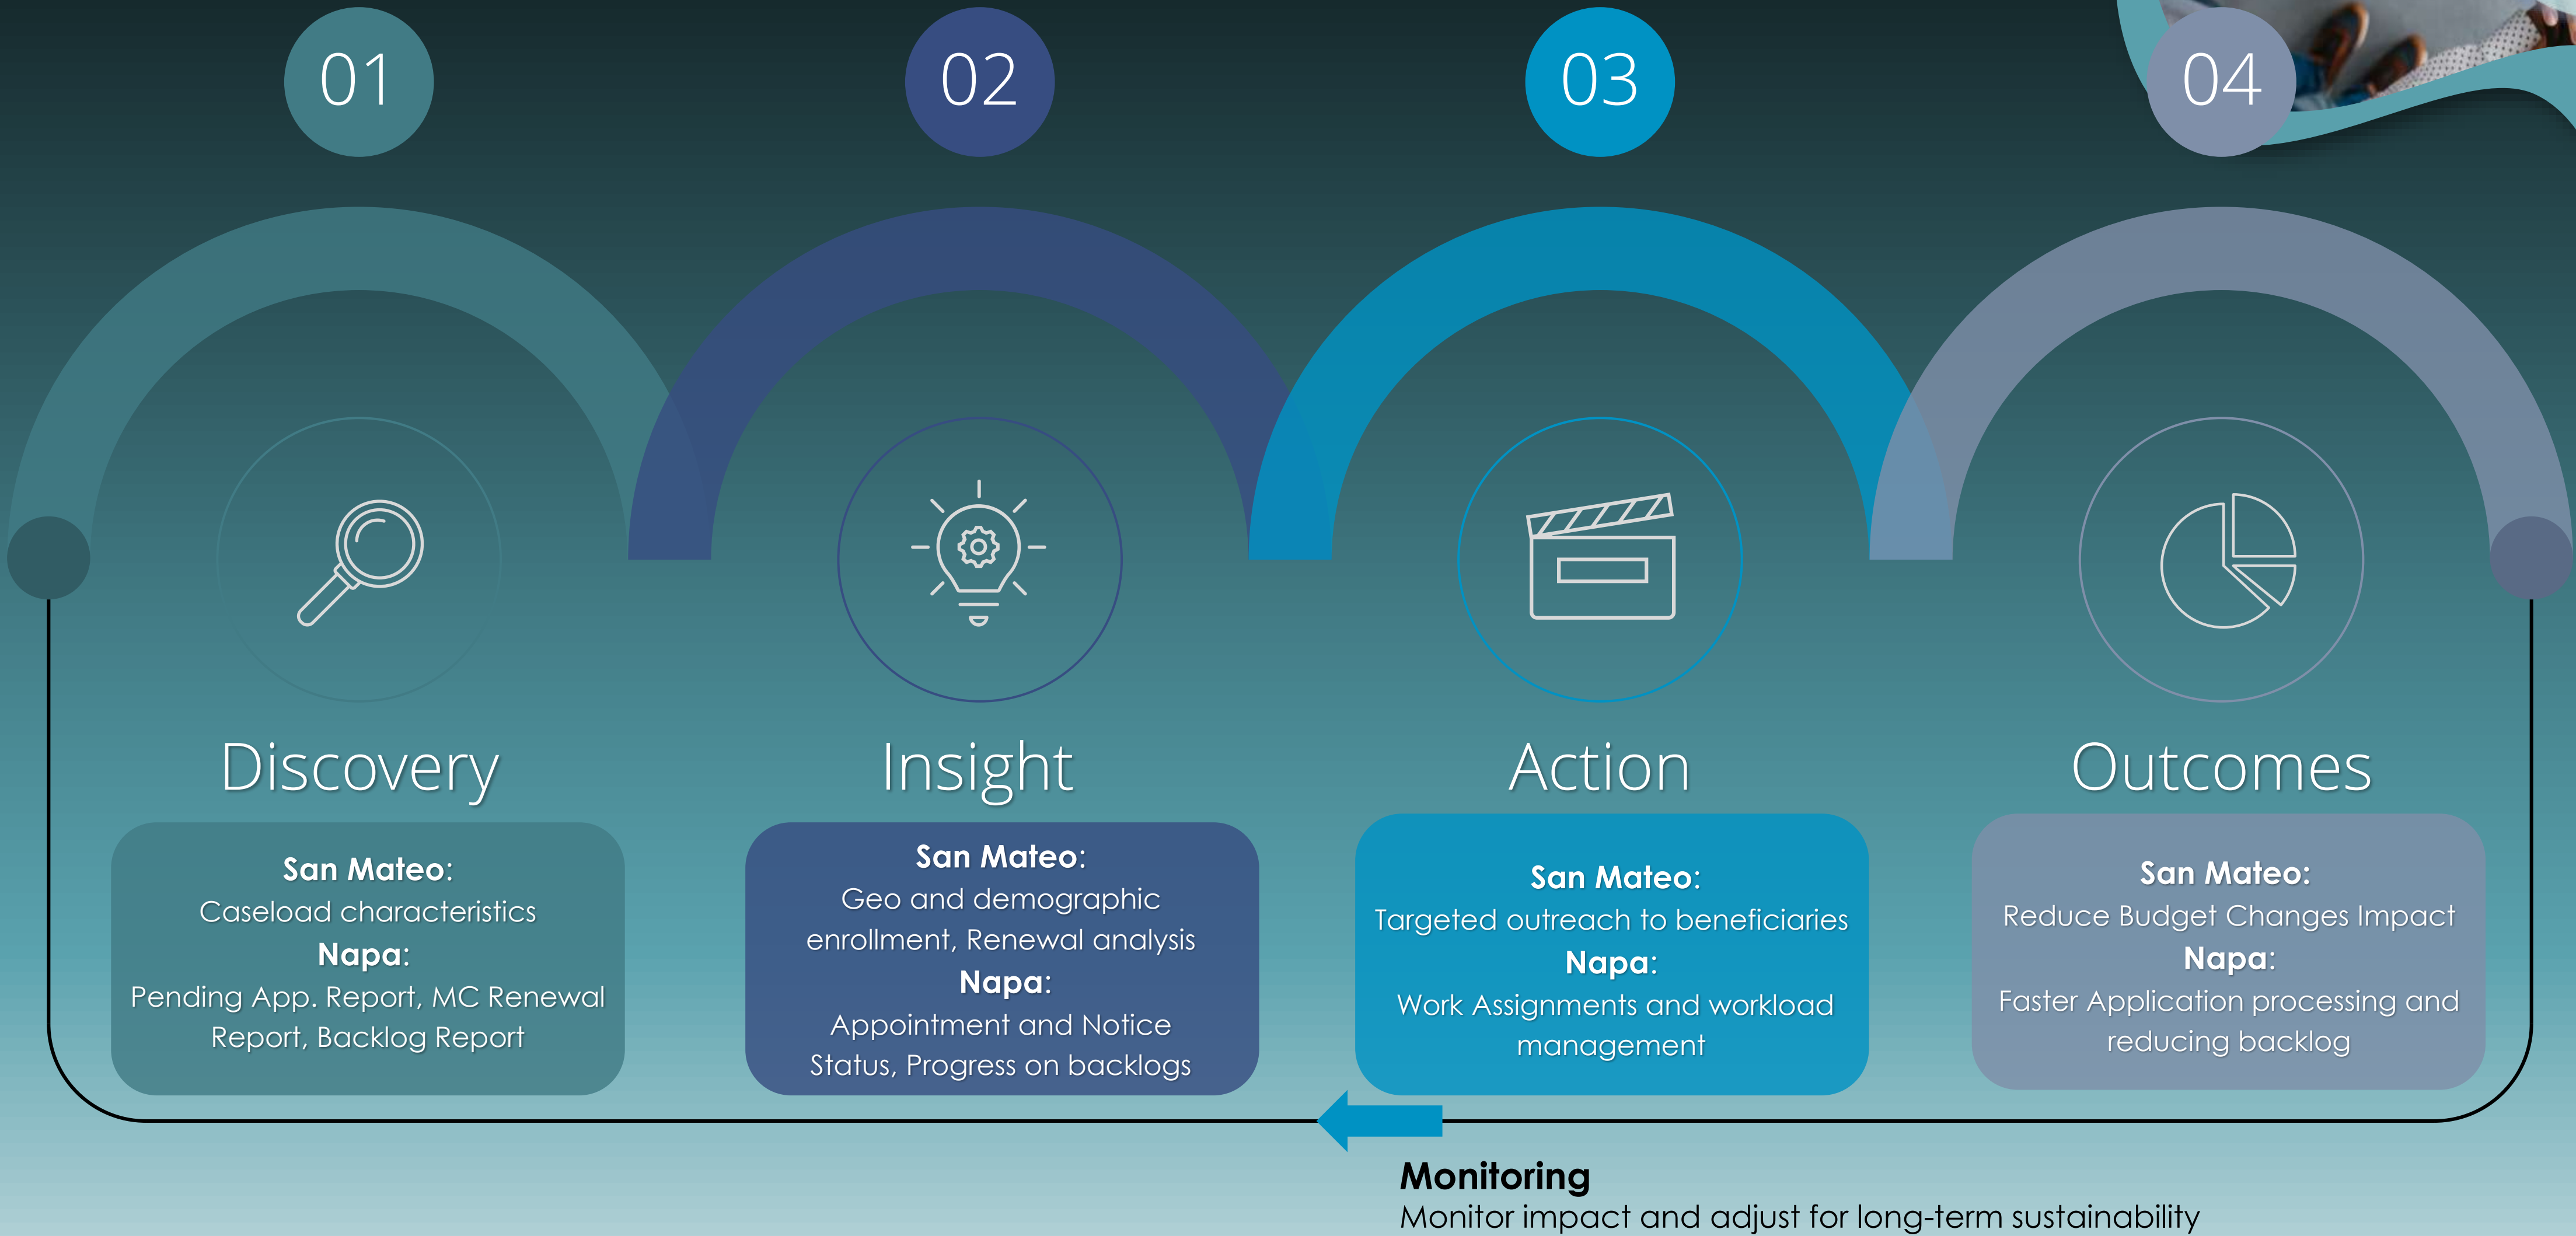 01
02
03
04
Discovery
San Mateo:
Caseload characteristics
Napa:
Pending App. Report, MC Renewal
Report, Backlog Report
Insight
San Mateo:
Geo and demographic
enrollment, Renewal analysis
Napa:
Appointment and Notice
Status, Progress on backlogs
Action
San Mateo:
Targeted outreach to beneficiaries
Napa:
Work Assignments and workload
management
Outcomes
San Mateo:
Reduce Budget Changes Impact
Napa:
Faster Application processing and
reducing backlog
Monitoring
Monitor impact and adjust for long-term sustainability